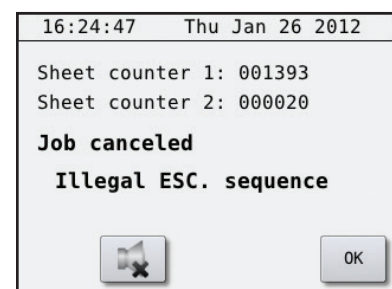 16:24:47 Thu Jan 26 2012
Sheet counter 1: 001393
Sheet counter 2: 000020
Job canceled
Illegal ESC. sequence
OK